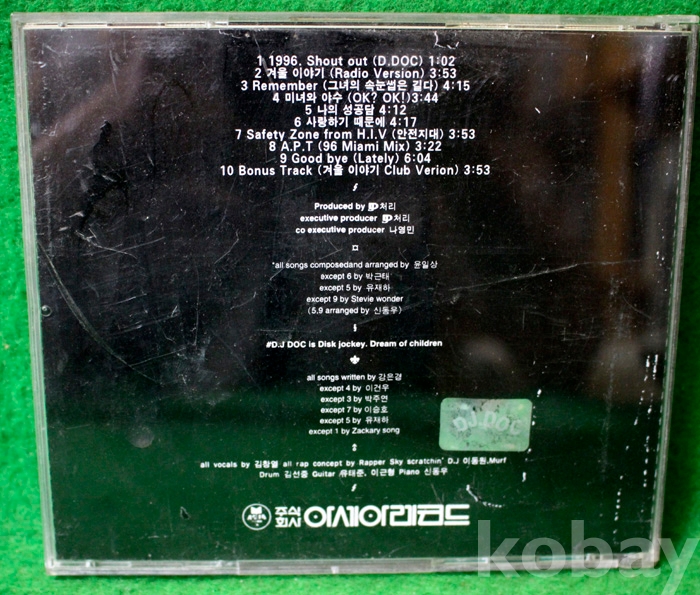 1 1996. Shout out (D.DOC) 1:02
2 겨울 이야기 (Radio Version) 3:53
3 Remember (그녀의 속눈썹은 길다) 4:15
4 미녀와 야수 (OK? OK!)3:44
5 나의 성공담 4:12
6 사랑하기 때문에 4:17
7 Safety Zone from H.I.V (안전지대) 3:53
8 A.P.T (96 Miami Mix) 3:22
9 Good bye (Lately) 6:04
10 Bonus Track (겨울 이야기 Club Verion) 3:53
Produced by 처리
executive producer 처리
co executive producer 나영민
*all songs composedand arranged by 윤일상
except 6 by 박근태
except 5 by 유재하
except 9 by Stevie wonder
(5.9 arranged by 신동우)
#D.J DOC is Disk jockey. Dream of children
all songs written by 강은경
except 4 by 이건우
except 3 by 박주연
except 7 by 이승호
except 5 by 유재하
except 1 by Zackary song
DJ.DOC
all vocals by 김창열 all rap concept by Rapper Sky scratchin' D.J 이동원.Murf
Drum 김선중 Guitar 유태준, 이근형 Piano 신동우
주식회사 아세아레코드
kobay